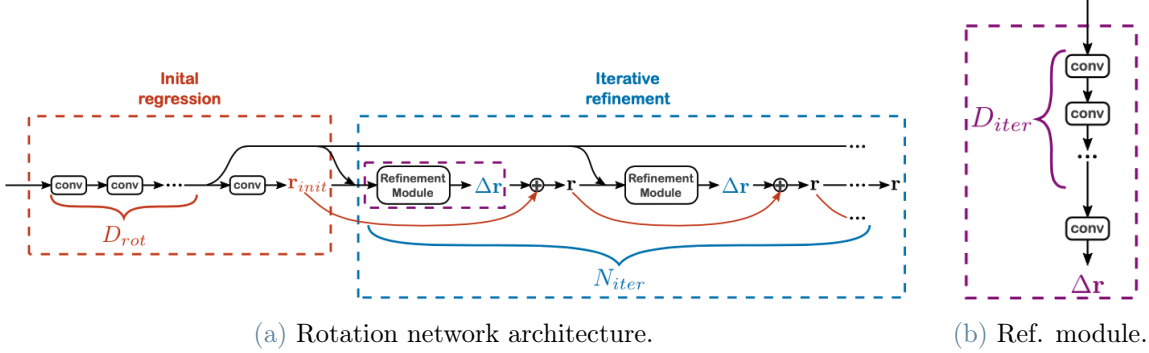 Inital
regression
Iterative
refinement
conv conv ... conv r_init Refinement Module Δr ⊕ r Refinement Module Δr ⊕ r ... r
...
...
D_rot
N_iter
(a) Rotation network architecture.
conv
conv
D_iter
...
conv
Δr
(b) Ref. module.